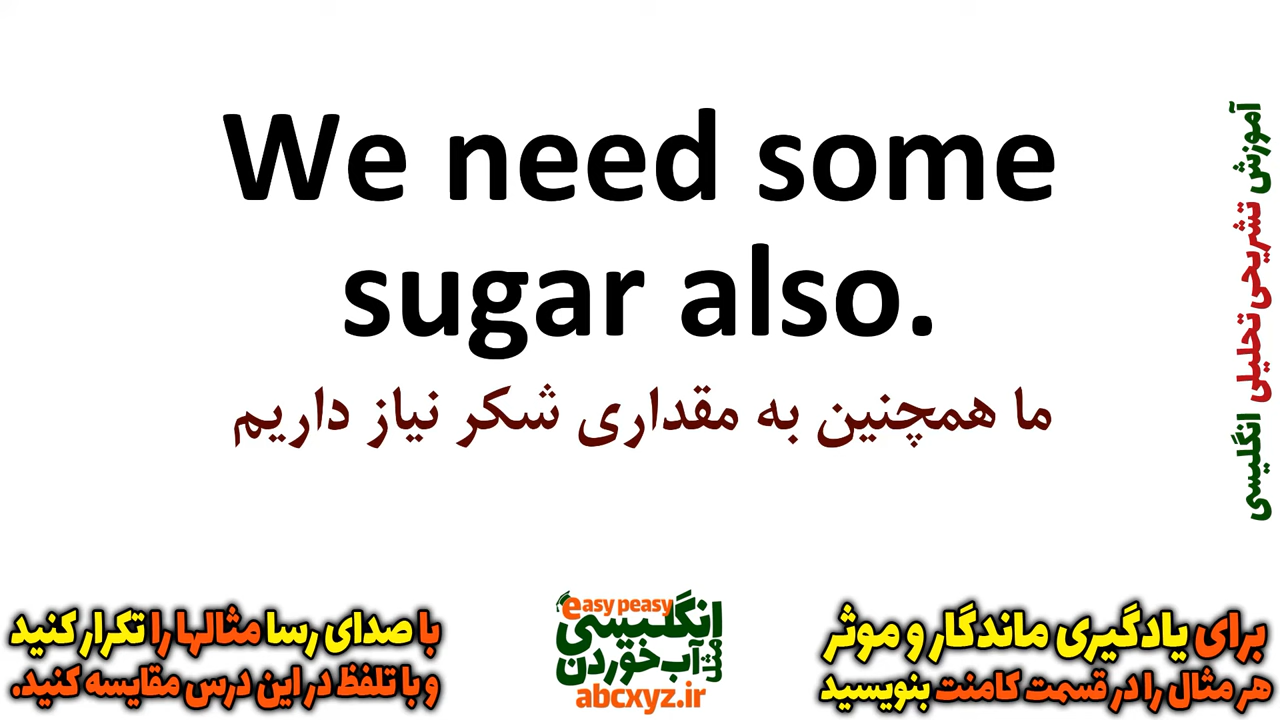 We need some
sugar also.
ما همچنین به مقداری شکر نیاز داریم
آموزش تشریحی تحلیلی انگلیسی
برای یادگیری ماندگار و موثر
هر مثال را در قسمت کامنت بنویسید
easy peasy
انگلیسی
مثل آب خوردن
abcxyz.ir
با صدای رسا مثالها را تکرار کنید
و با تلفظ در این درس مقایسه کنید.